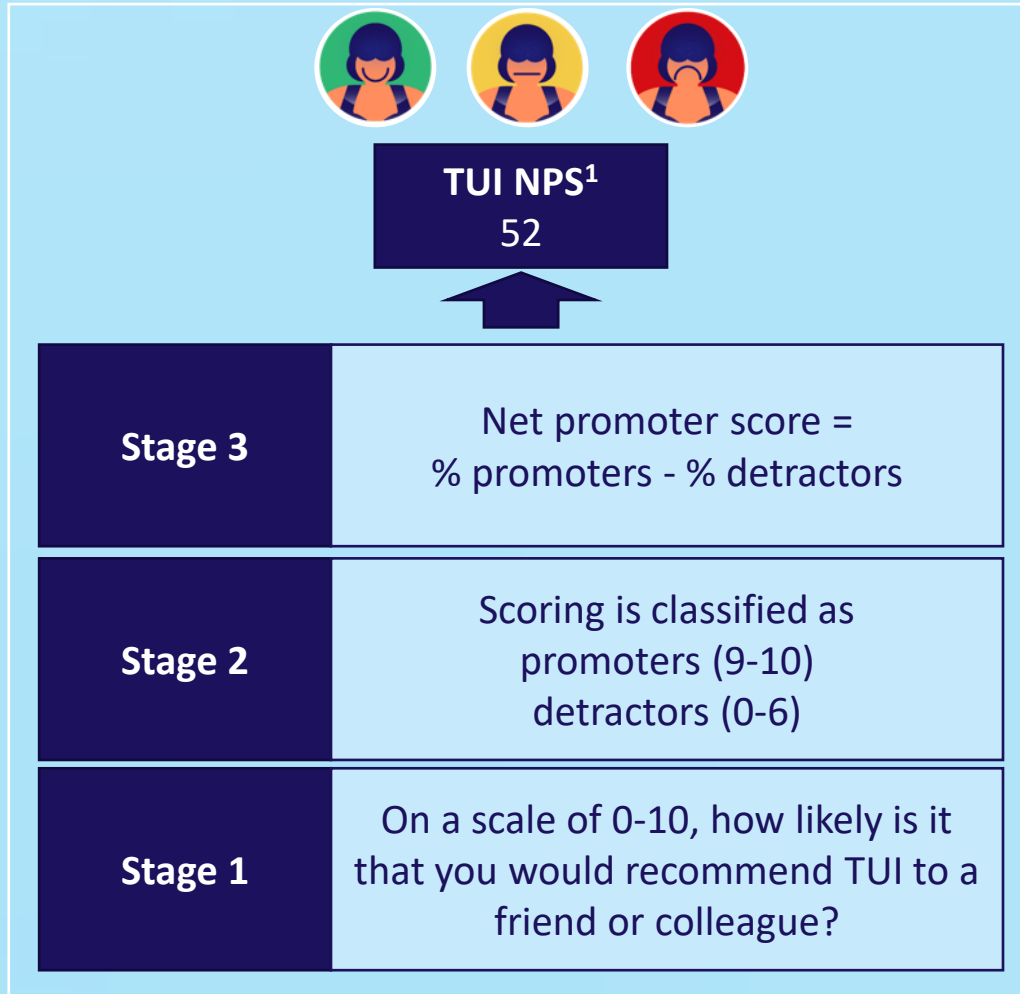 TUI NPS¹
52
Stage 3
Net promoter score =
% promoters - % detractors
Stage 2
Scoring is classified as
promoters (9-10)
detractors (0-6)
Stage 1
On a scale of 0-10, how likely is it
that you would recommend TUI to a
friend or colleague?